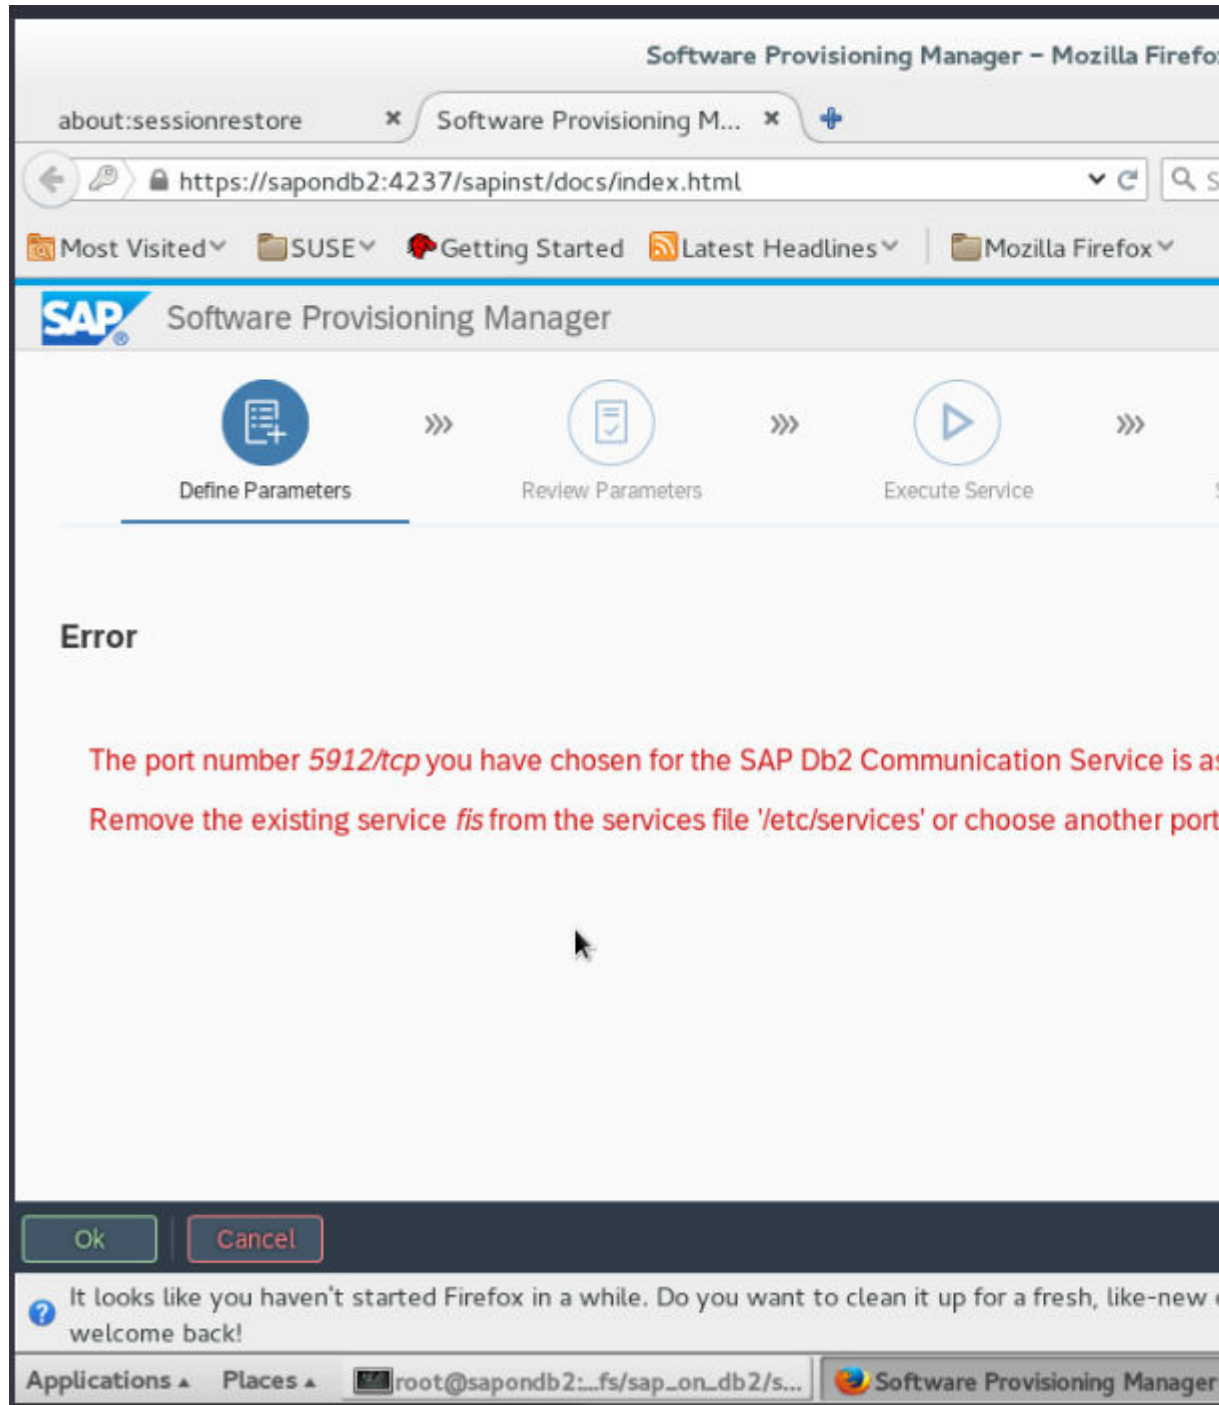 Software Provisioning Manager – Mozilla Firefo
about:sessionrestore
Software Provisioning M...
https://sapondb2:4237/sapinst/docs/index.html
Most Visited
SUSE
Getting Started
Latest Headlines
Mozilla Firefox
SAP
Software Provisioning Manager
Define Parameters
Review Parameters
Execute Service
Error
The port number 5912/tcp you have chosen for the SAP Db2 Communication Service is as
Remove the existing service fis from the services file '/etc/services' or choose another port
Ok
Cancel
It looks like you haven't started Firefox in a while. Do you want to clean it up for a fresh, like-new
welcome back!
Applications
Places
root@sapondb2:...fs/sap_on_db2/s...
Software Provisioning Manager